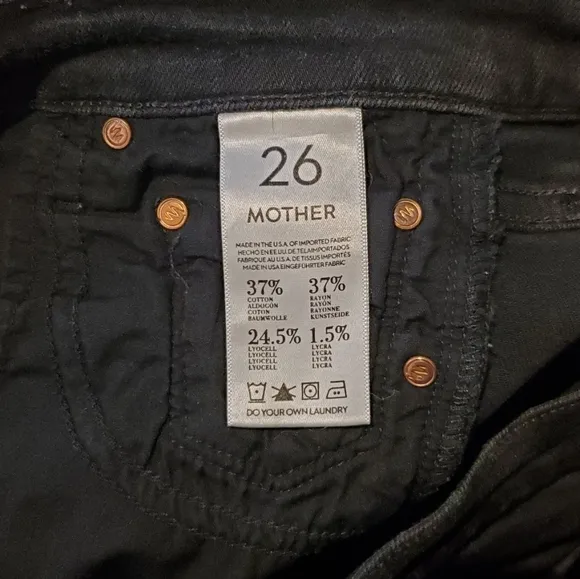 26
MOTHER
MADE IN THE U.S.A. OF IMPORTED FABRIC
HECHO EN EE.UU. DE TELA IMPORTADOS
FABRIQUE AU U.S.A. DE TISSUS IMPORTÉS
MADE IN USA EINGEFÜHRTER FABRIC
37% 37%
COTTON RAYON
ALDOGÓN RAYÓN
COTON RAYONNE
BAUMWOLLE KUNSTSEIDE
24.5% 1.5%
LYOCELL LYCRA
LYOCELL LYCRA
LYOCELL LYCRA
LYOCELL LYCRA
DO YOUR OWN LAUNDRY